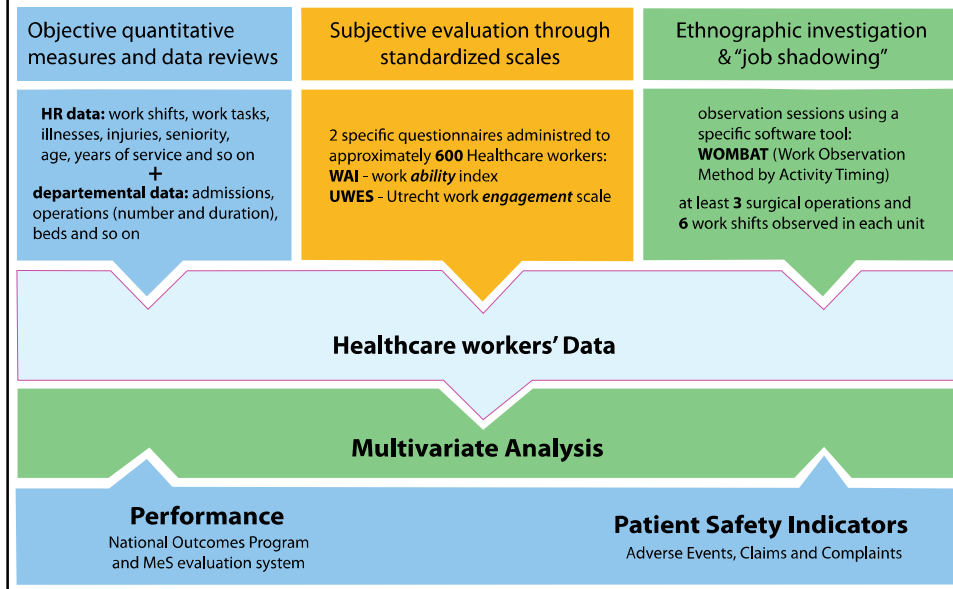 Objective quantitative
measures and data reviews
Subjective evaluation through
standardized scales
Ethnographic investigation
& “job shadowing”
HR data: work shifts, work tasks,
illnesses, injuries, seniority,
age, years of service and so on
+
departemental data: admissions,
operations (number and duration),
beds and so on
2 specific questionnaires administred to
approximately 600 Healthcare workers:
WAI - work ability index
UWES - Utrecht work engagement scale
observation sessions using a
specific software tool:
WOMBAT (Work Observation
Method by Activity Timing)
at least 3 surgical operations and
6 work shifts observed in each unit
Healthcare workers’ Data
Multivariate Analysis
Performance
National Outcomes Program
and MeS evaluation system
Patient Safety Indicators
Adverse Events, Claims and Complaints